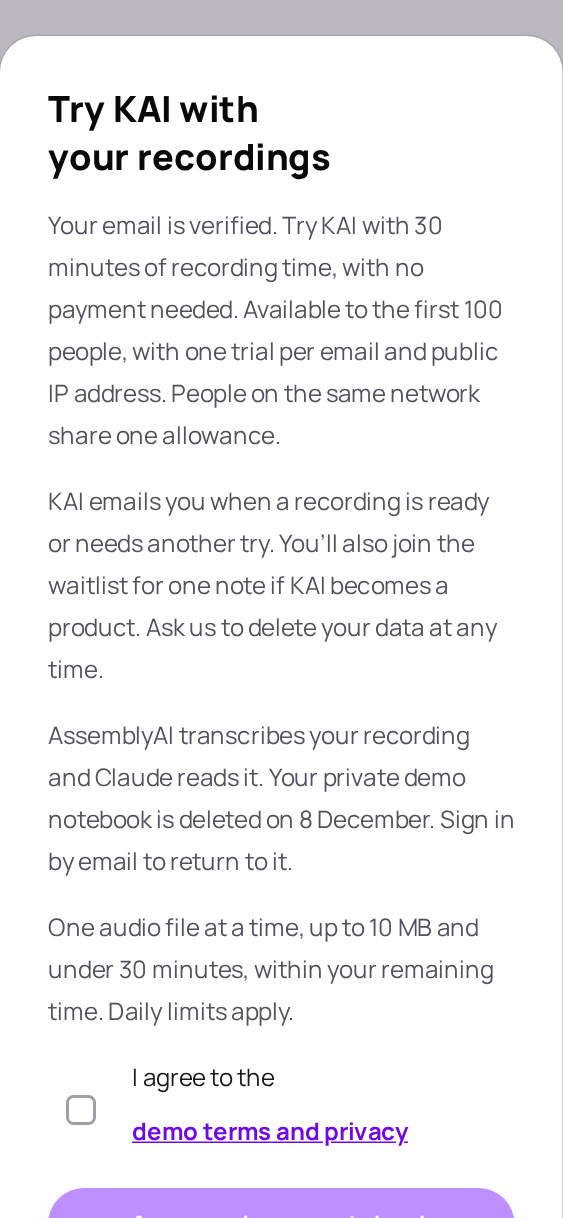 Try KAI with
your recordings
Your email is verified. Try KAI with 30
minutes of recording time, with no
payment needed. Available to the first 100
people, with one trial per email and public
IP address. People on the same network
share one allowance.
KAI emails you when a recording is ready
or needs another try. You’ll also join the
waitlist for one note if KAI becomes a
product. Ask us to delete your data at any
time.
AssemblyAI transcribes your recording
and Claude reads it. Your private demo
notebook is deleted on 8 December. Sign in
by email to return to it.
One audio file at a time, up to 10 MB and
under 30 minutes, within your remaining
time. Daily limits apply.
I agree to the
demo terms and privacy